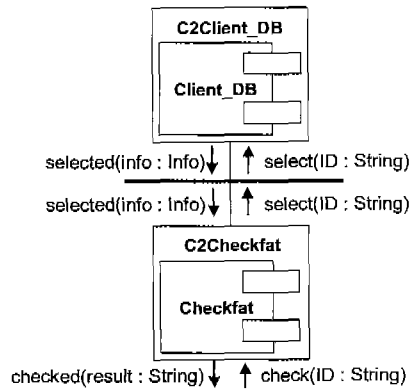 C2Client_DB
Client_DB
selected(info : Info) select(ID : String)
selected(info : Info) select(ID : String)
C2Checkfat
Checkfat
checked(result : String) check(ID : String)